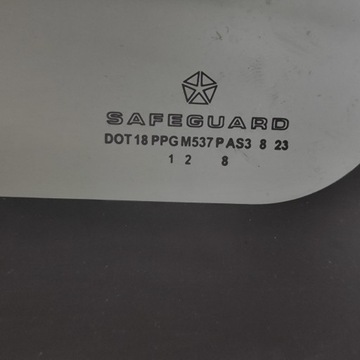 SAFEGUARD
DOT 18 PPG M537 P AS3 8 23
1 2 8